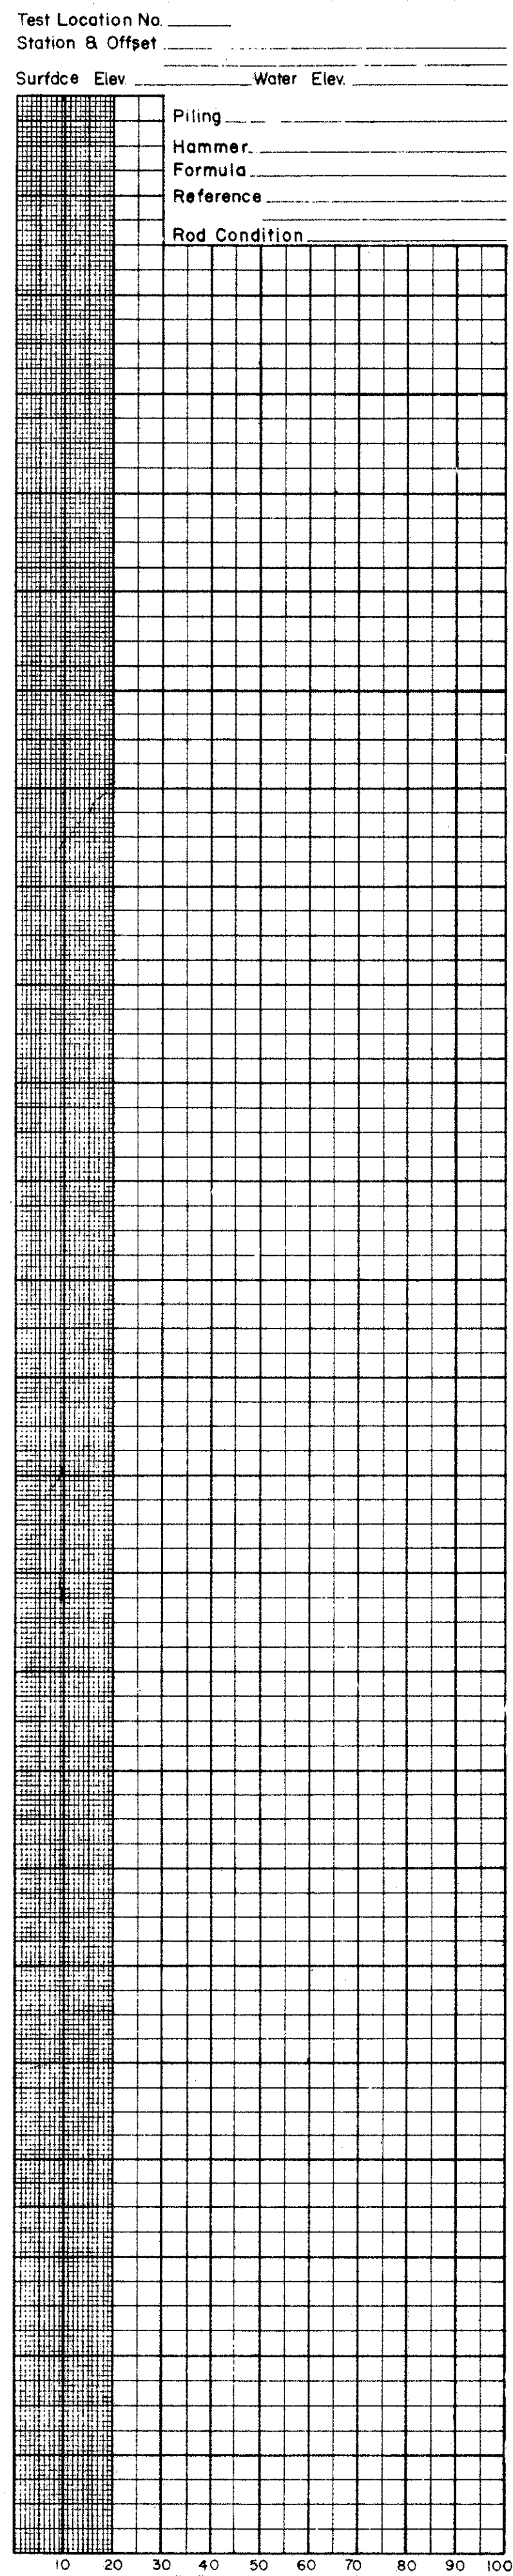 Test Location No.
Station & Offset
Surface Elev. Water Elev.
Piling
Hammer
Formula
Reference
Rod Condition
10 20 30 40 50 60 70 80 90 100